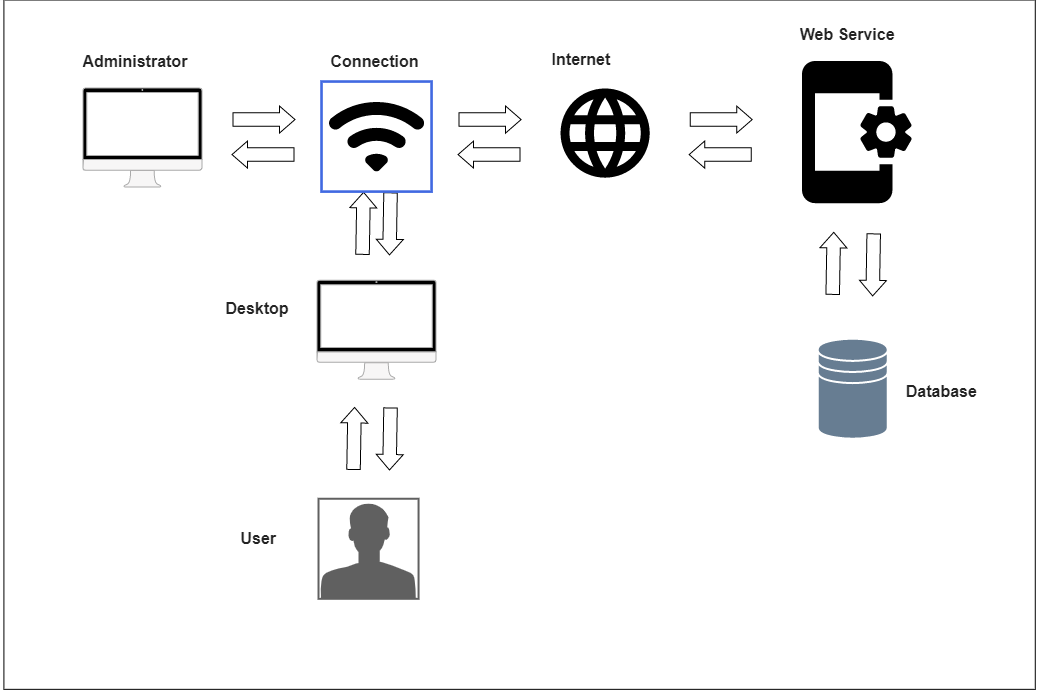 Web Service
Administrator
Connection
Internet
Desktop
Database
User